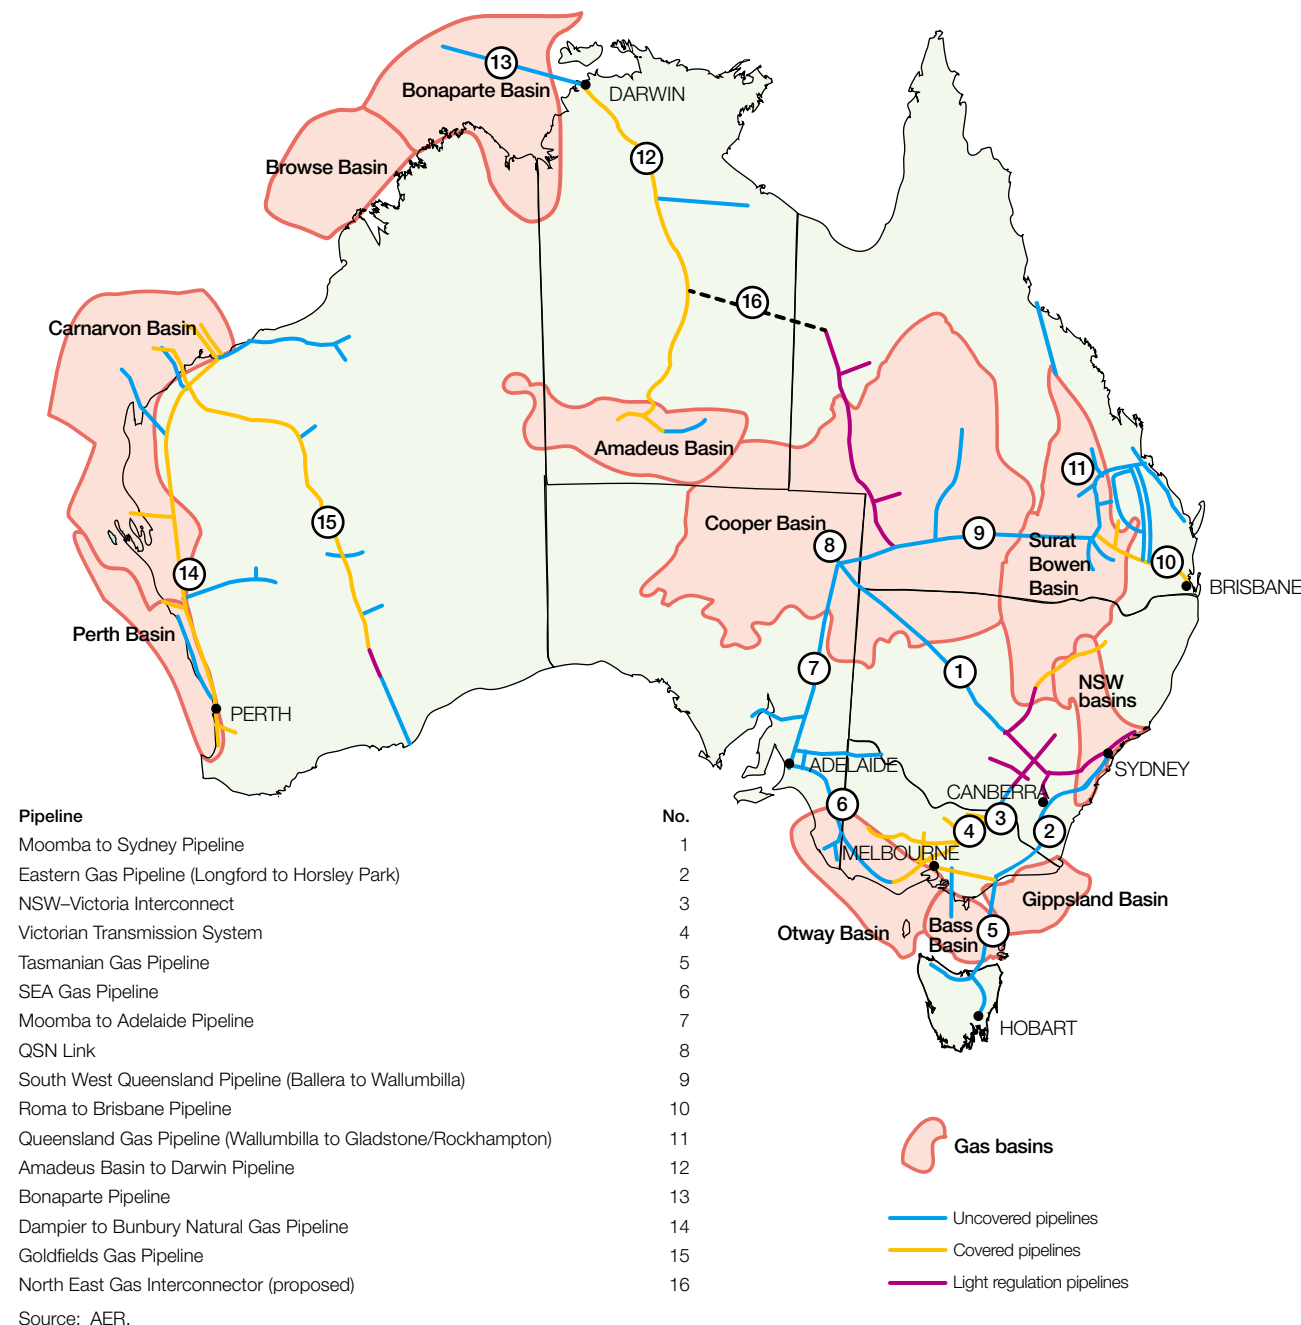 13
Bonaparte Basin
DARWIN
12
Browse Basin
16
Carnarvon Basin
Amadeus Basin
11
15
Cooper Basin
8
9
Surat
Bowen
Basin
10
BRISBANE
14
Perth Basin
7
1
NSW
basins
PERTH
ADELAIDE
SYDNEY
CANBERRA
6
3
4
2
MELBOURNE
Gippsland Basin
Otway Basin
Bass
Basin
5
HOBART
Pipeline No.
Moomba to Sydney Pipeline 1
Eastern Gas Pipeline (Longford to Horsley Park) 2
NSW–Victoria Interconnect 3
Victorian Transmission System 4
Tasmanian Gas Pipeline 5
SEA Gas Pipeline 6
Moomba to Adelaide Pipeline 7
QSN Link 8
South West Queensland Pipeline (Ballera to Wallumbilla) 9
Roma to Brisbane Pipeline 10
Queensland Gas Pipeline (Wallumbilla to Gladstone/Rockhampton) 11
Amadeus Basin to Darwin Pipeline 12
Bonaparte Pipeline 13
Dampier to Bunbury Natural Gas Pipeline 14
Goldfields Gas Pipeline 15
North East Gas Interconnector (proposed) 16
Source: AER.
Gas basins
Uncovered pipelines
Covered pipelines
Light regulation pipelines